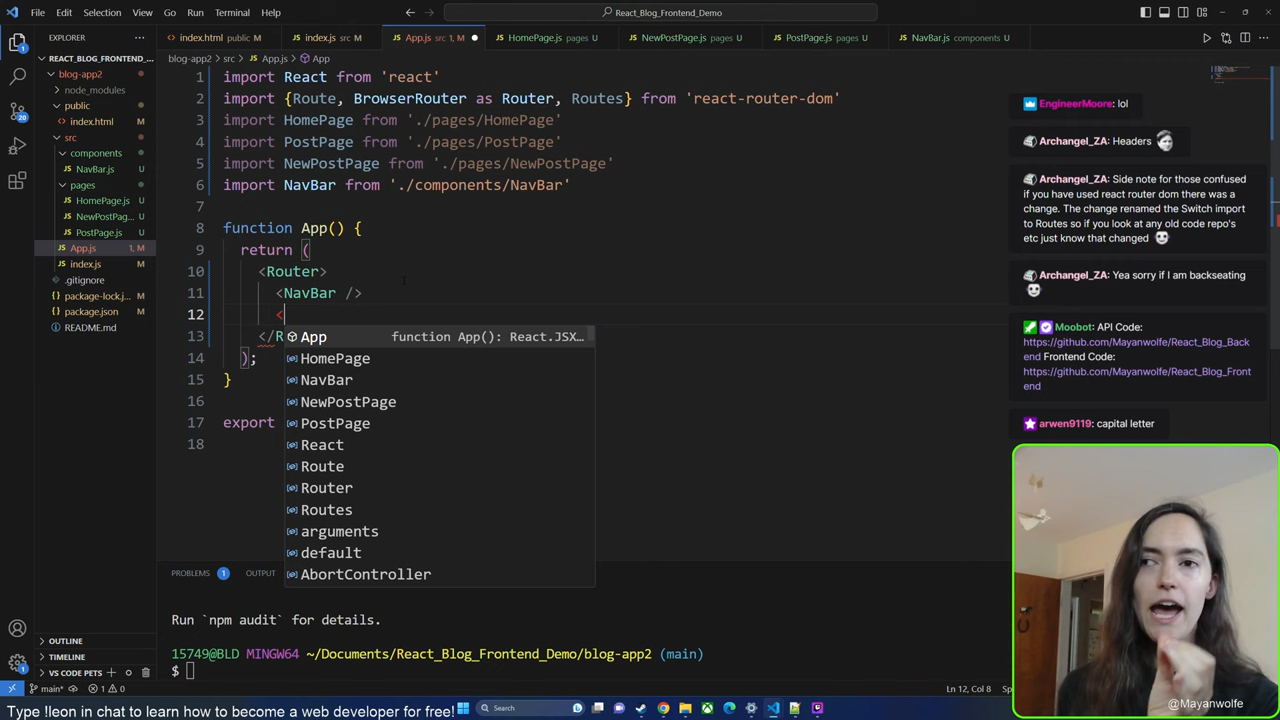 File Edit Selection View Go Run Terminal Help
React_Blog_Frontend_Demo
EXPLORER
index.html public M
index.js src M
App.js src 1, M
HomePage.js pages U
NewPostPage.js pages U
PostPage.js pages U
NavBar.js components U
REACT_BLOG_FRONTEND_...
blog-app2
node_modules
public
index.html M
src
components
NavBar.js U
pages
HomePage.js U
NewPostPag... U
PostPage.js U
App.js 1, M
index.js M
.gitignore
package-lock.j... M
package.json M
README.md
OUTLINE
TIMELINE
VS CODE PETS
20
1
blog-app2 > src > App.js > App
1 import React from 'react'
2 import {Route, BrowserRouter as Router, Routes} from 'react-router-dom'
3 import HomePage from './pages/HomePage'
4 import PostPage from './pages/PostPage'
5 import NewPostPage from './pages/NewPostPage'
6 import NavBar from './components/NavBar'
7
8 function App() {
9 return (
10 <Router>
11 <NavBar />
12 <
13 </R
14 );
15 }
16
17 export
18
App function App(): React.JSX...
HomePage
NavBar
NewPostPage
PostPage
React
Route
Router
Routes
arguments
default
AbortController
PROBLEMS 1 OUTPUT
Run `npm audit` for details.
15749@BLD MINGW64 ~/Documents/React_Blog_Frontend_Demo/blog-app2 (main)
$
EngineerMoore: lol
Archangel_ZA: Headers
Archangel_ZA: Side note for those confused
if you have used react router dom there was
a change. The change renamed the Switch import
to Routes so if you look at any old code repo's
etc just know that changed
Archangel_ZA: Yea sorry if I am backseating
Moobot: API Code:
https://github.com/Mayanwolfe/React_Blog_Back
end Frontend Code:
https://github.com/Mayanwolfe/React_Blog_Front
end
arwen9119: capital letter
main* 1 0
Ln 12, Col 8
Type !leon in chat to learn how to become a web developer for free!
Search
@Mayanwolfe